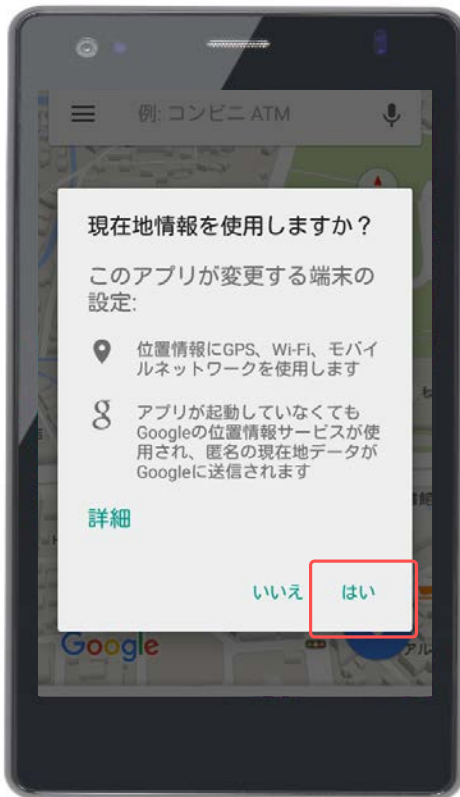 例: コンビニ ATM
現在地情報を使用しますか？
このアプリが変更する端末の
設定:
位置情報にGPS、Wi-Fi、モバイ
ルネットワークを使用します
アプリが起動していなくても
Googleの位置情報サービスが使
用され、匿名の現在地データが
Googleに送信されます
詳細
いいえ はい
Google
アル